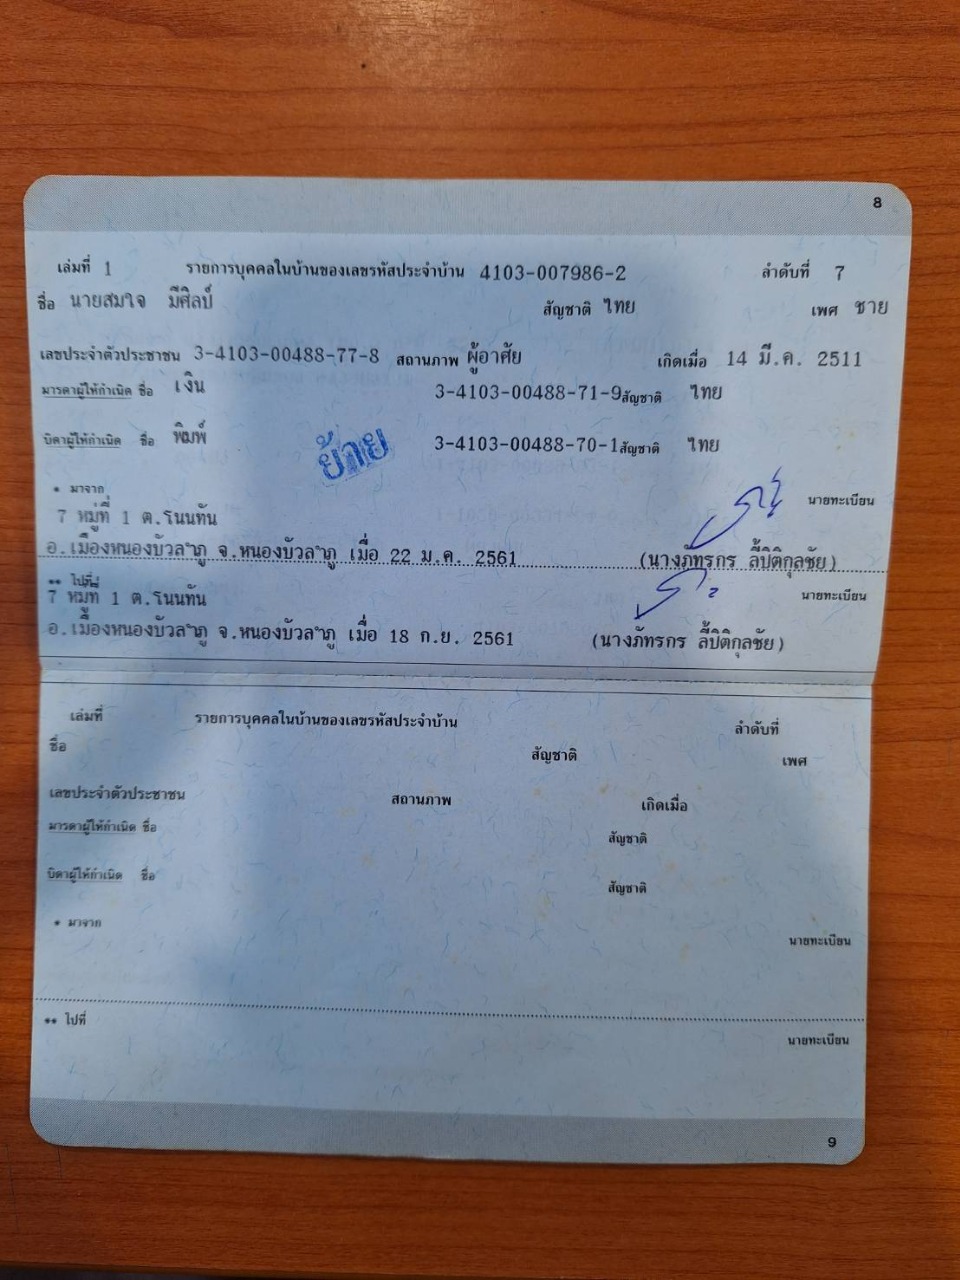 8
เล่มที่ 1 รายการบุคคลในบ้านของเลขรหัสประจำบ้าน 4103-007986-2 ลำดับที่ 7
ชื่อ นายสมใจ มีศิลป์ สัญชาติ ไทย เพศ ชาย
เลขประจำตัวประชาชน 3-4103-00488-77-8 สถานภาพ ผู้อาศัย เกิดเมื่อ 14 มี.ค. 2511
มารดาผู้ให้กำเนิด ชื่อ เงิน 3-4103-00488-71-9 สัญชาติ ไทย
บิดาผู้ให้กำเนิด ชื่อ พิมพ์ 3-4103-00488-70-1 สัญชาติ ไทย
ย้าย
* มาจาก นายทะเบียน
7 หมู่ที่ 1 ต.โนนทัน
อ.เมืองหนองบัวลำภู จ.หนองบัวลำภู เมื่อ 22 ม.ค. 2561 (นางภัทรกร ลี้ปิติกุลชัย)
** ไปที่ นายทะเบียน
7 หมู่ที่ 1 ต.โนนทัน
อ.เมืองหนองบัวลำภู จ.หนองบัวลำภู เมื่อ 18 ก.ย. 2561 (นางภัทรกร ลี้ปิติกุลชัย)
เล่มที่ รายการบุคคลในบ้านของเลขรหัสประจำบ้าน ลำดับที่
ชื่อ สัญชาติ เพศ
เลขประจำตัวประชาชน สถานภาพ เกิดเมื่อ
มารดาผู้ให้กำเนิด ชื่อ สัญชาติ
บิดาผู้ให้กำเนิด ชื่อ สัญชาติ
* มาจาก
นายทะเบียน
** ไปที่
นายทะเบียน
9